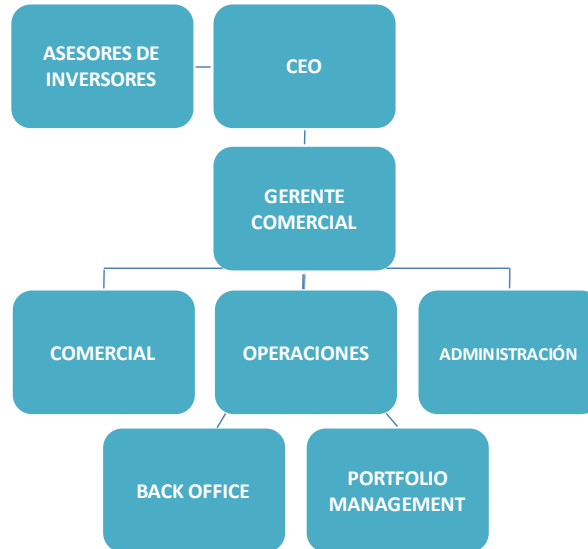 ASESORES DE
INVERSORES
CEO
GERENTE
COMERCIAL
COMERCIAL
OPERACIONES
ADMINISTRACIÓN
BACK OFFICE
PORTFOLIO
MANAGEMENT